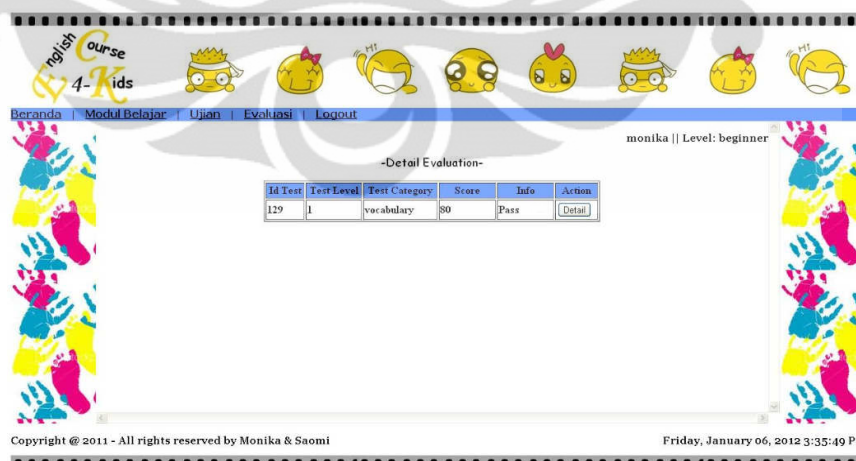 English Course
4-Kids
Hi
Hi
Beranda | Modul Belajar | Ujian | Evaluasi | Logout
monika || Level: beginner
-Detail Evaluation-
Id Test Test Level Test Category Score Info Action
129 1 vocabulary 80 Pass Detail
Copyright @ 2011 - All rights reserved by Monika & Saomi
Friday, January 06, 2012 3:35:49 P